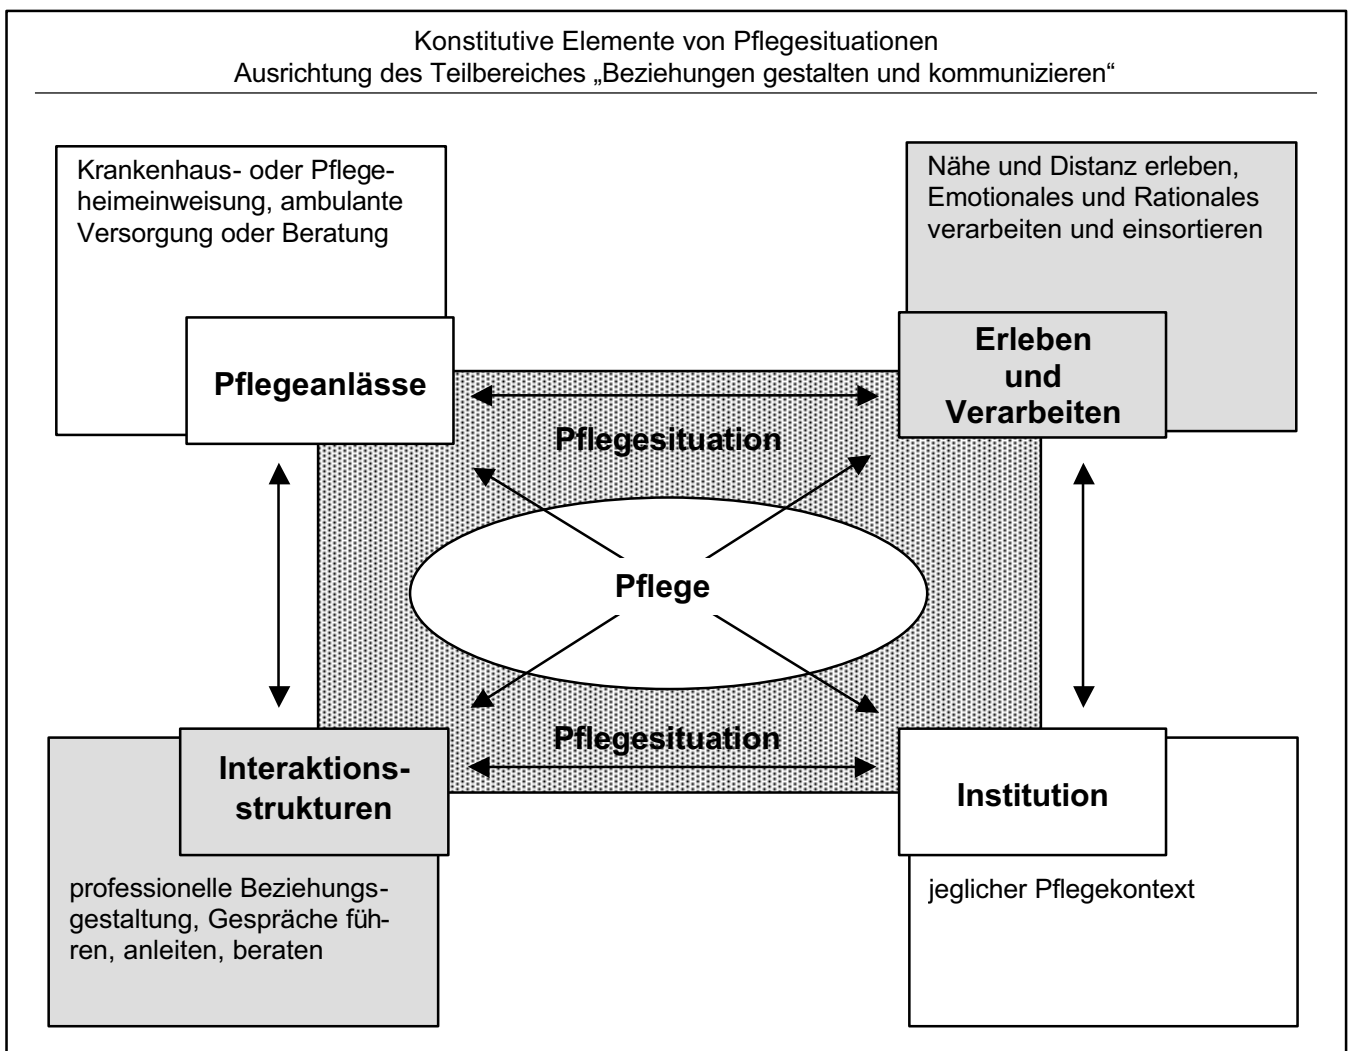 Konstitutive Elemente von Pflegesituationen
Ausrichtung des Teilbereiches „Beziehungen gestalten und kommunizieren“
Krankenhaus- oder Pflege-
heimeinweisung, ambulante
Versorgung oder Beratung
Nähe und Distanz erleben,
Emotionales und Rationales
verarbeiten und einsortieren
Pflegeanlässe
Erleben
und
Verarbeiten
Pflegesituation
Pflege
Pflegesituation
Interaktions-
strukturen
Institution
professionelle Beziehungs-
gestaltung, Gespräche füh-
ren, anleiten, beraten
jeglicher Pflegekontext